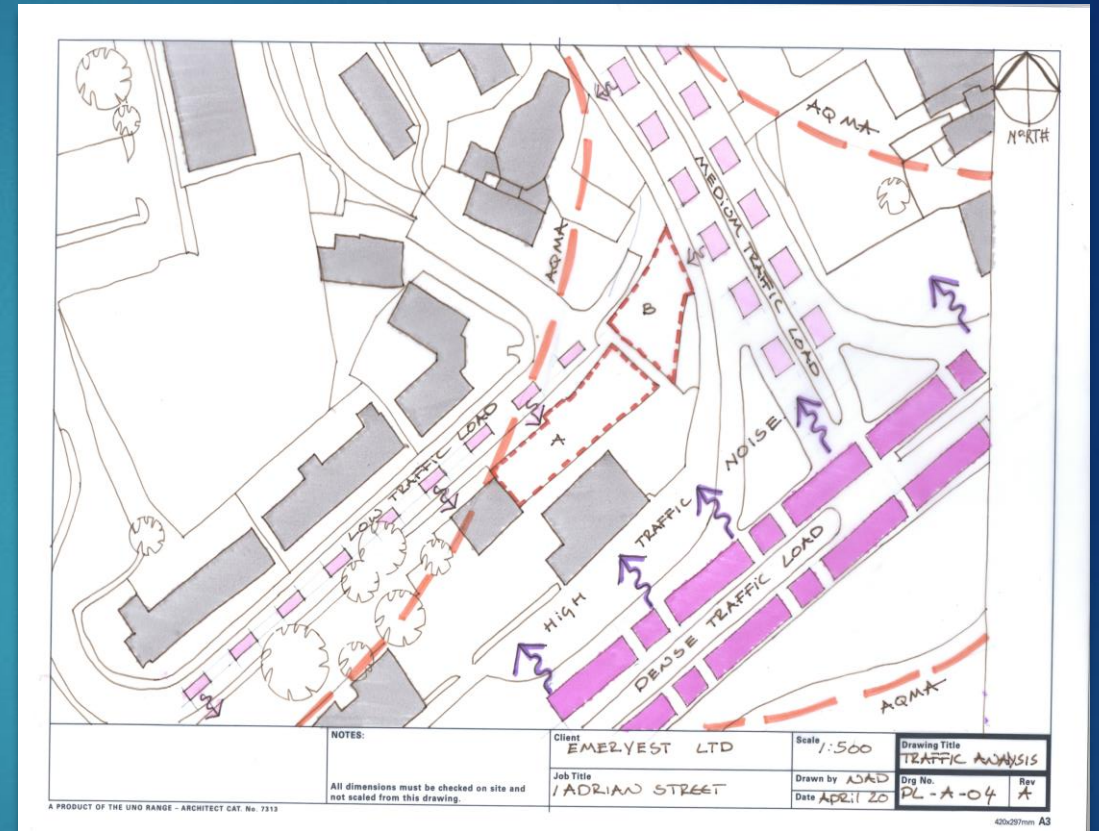 AQMA
NORTH
MEDIUM TRAFFIC LOAD
AQMA
B
A
LOW TRAFFIC LOAD
HIGH TRAFFIC NOISE
DENSE TRAFFIC LOAD
AQMA
NOTES:
All dimensions must be checked on site and
not scaled from this drawing.
Client
EMERYEST LTD
Job Title
1 ADRIAN STREET
Scale 1:500
Drawn by NAD
Date April 20
Drawing Title
TRAFFIC ANALYSIS
Drg No. Rev
PL-A-04 A
A PRODUCT OF THE UNO RANGE – ARCHITECT CAT. No. 7313
420x297mm A3